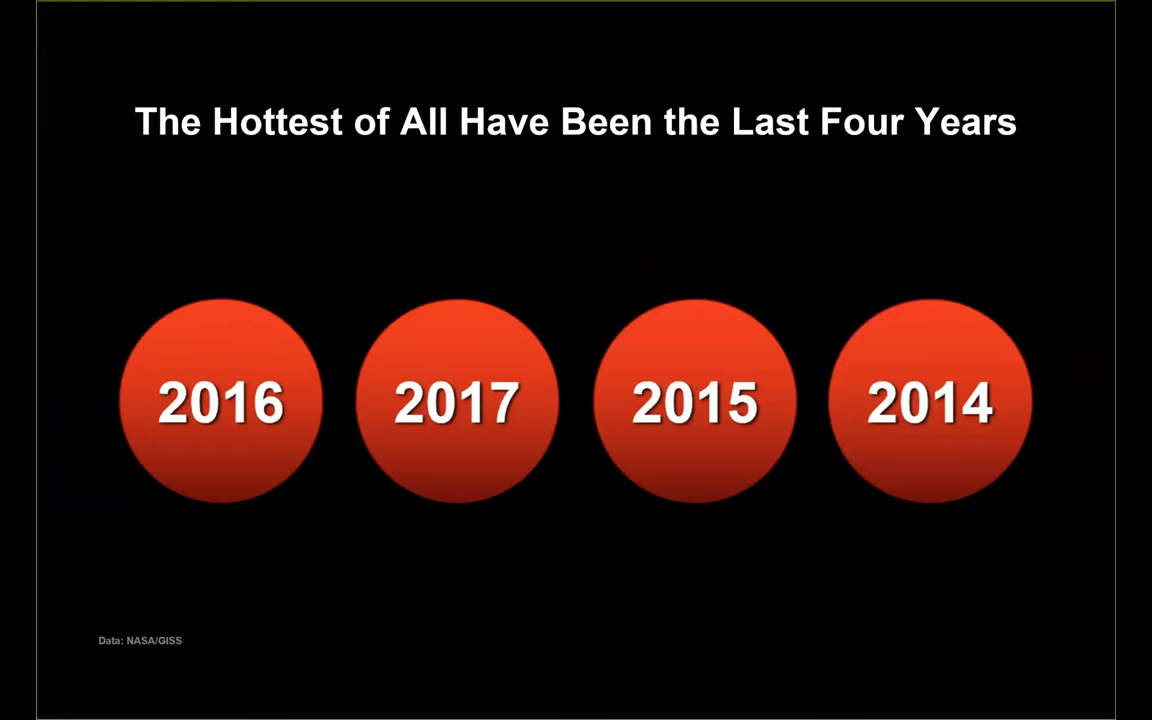 The Hottest of All Have Been the Last Four Years
2016 2017 2015 2014
Data: NASA/GISS